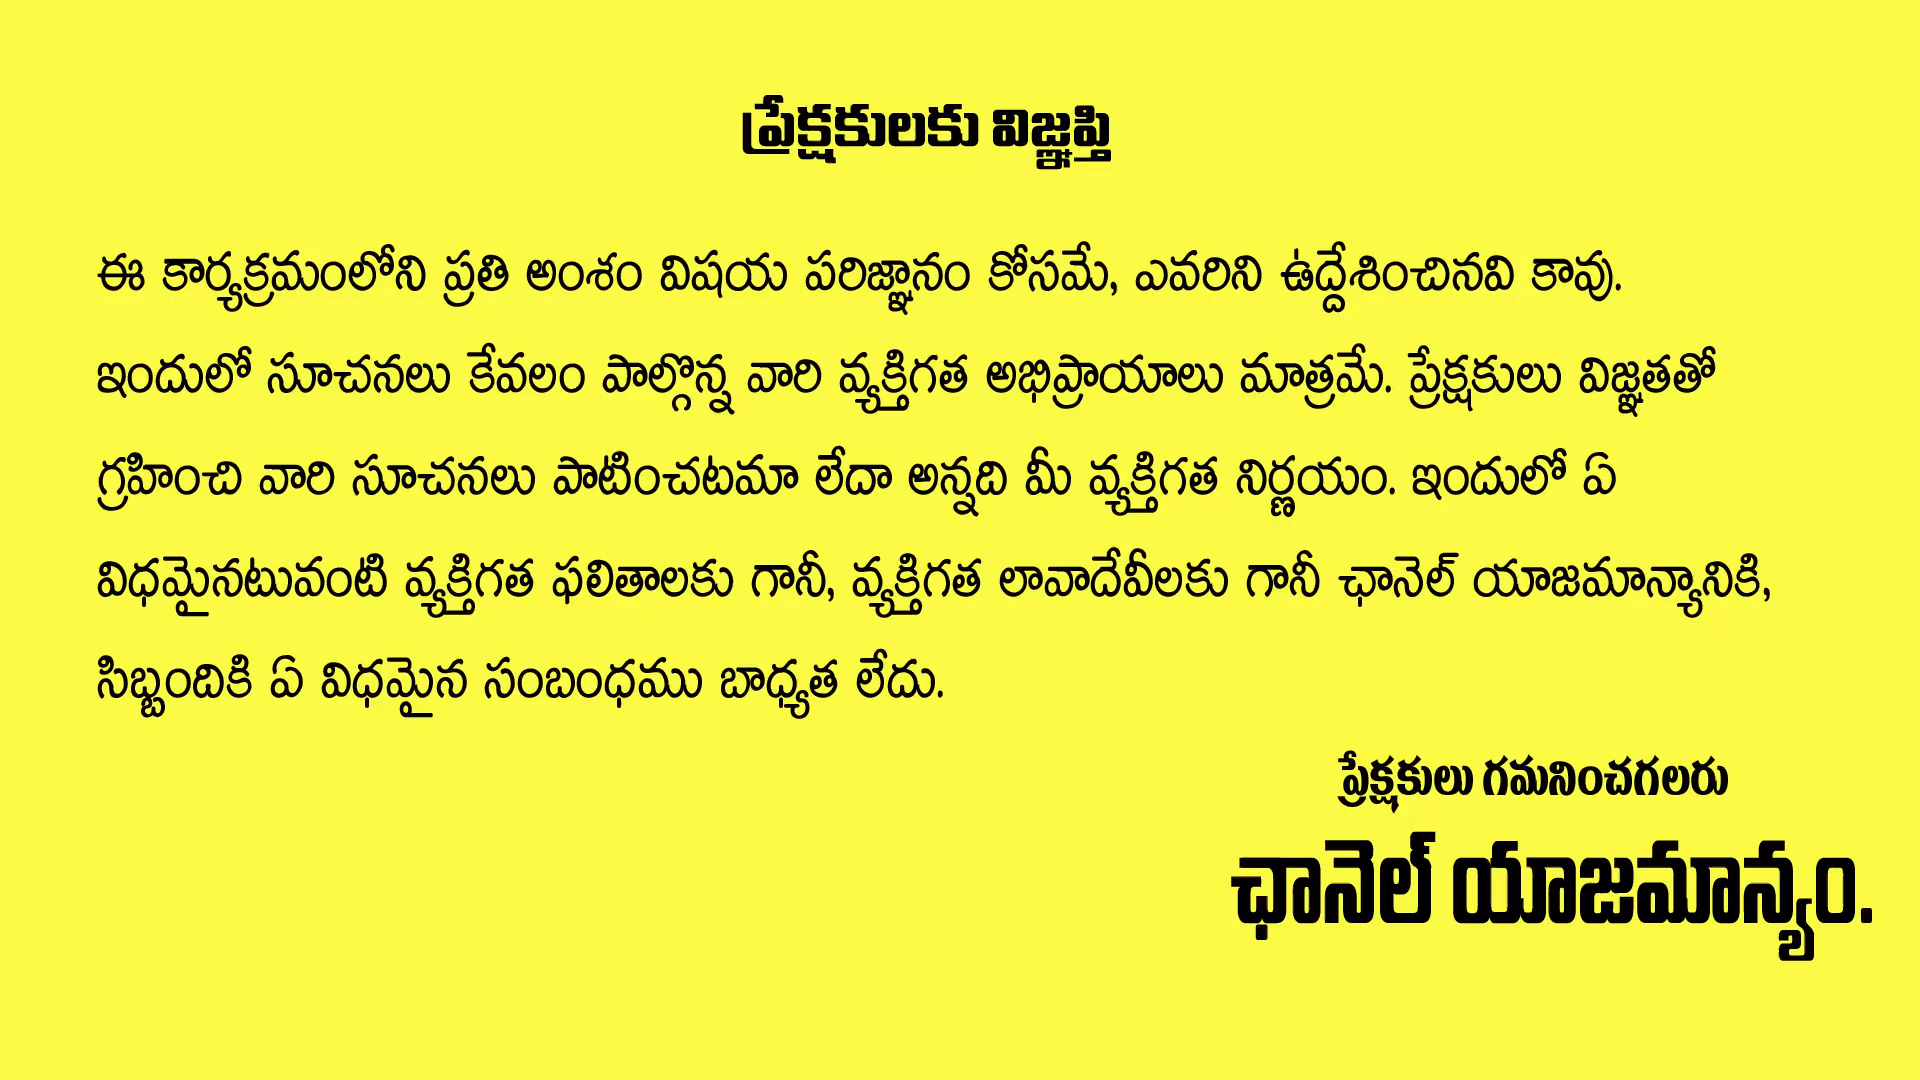 ప్రేక్షకులకు విజ్ఞప్తి
ఈ కార్యక్రమంలోని ప్రతి అంశం విషయ పరిజ్ఞానం కోసమే, ఎవరిని ఉద్దేశించినవి కావు.
ఇందులో సూచనలు కేవలం పాల్గొన్న వారి వ్యక్తిగత అభిప్రాయాలు మాత్రమే. ప్రేక్షకులు విజ్ఞతతో
గ్రహించి వారి సూచనలు పాటించటమా లేదా అన్నది మీ వ్యక్తిగత నిర్ణయం. ఇందులో ఏ
విధమైనటువంటి వ్యక్తిగత ఫలితాలకు గానీ, వ్యక్తిగత లావాదేవీలకు గానీ ఛానెల్ యాజమాన్యానికి,
సిబ్బందికి ఏ విధమైన సంబంధము బాధ్యత లేదు.
ప్రేక్షకులు గమనించగలరు
ఛానెల్ యాజమాన్యం.